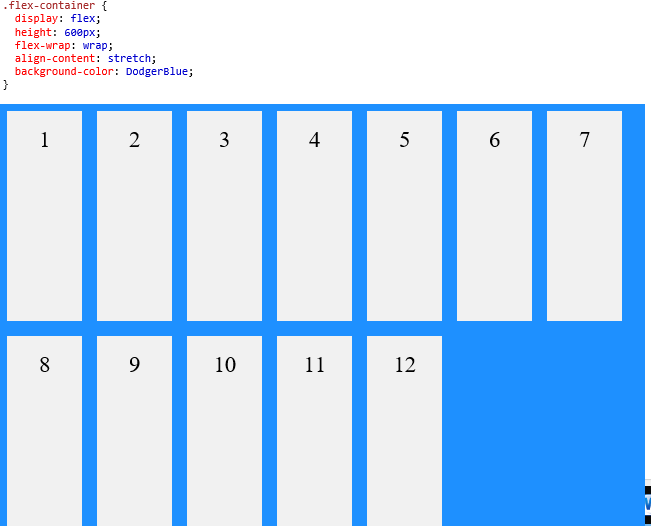 .flex-container {
  display: flex;
  height: 600px;
  flex-wrap: wrap;
  align-content: stretch;
  background-color: DodgerBlue;
}
1 2 3 4 5 6 7
8 9 10 11 12